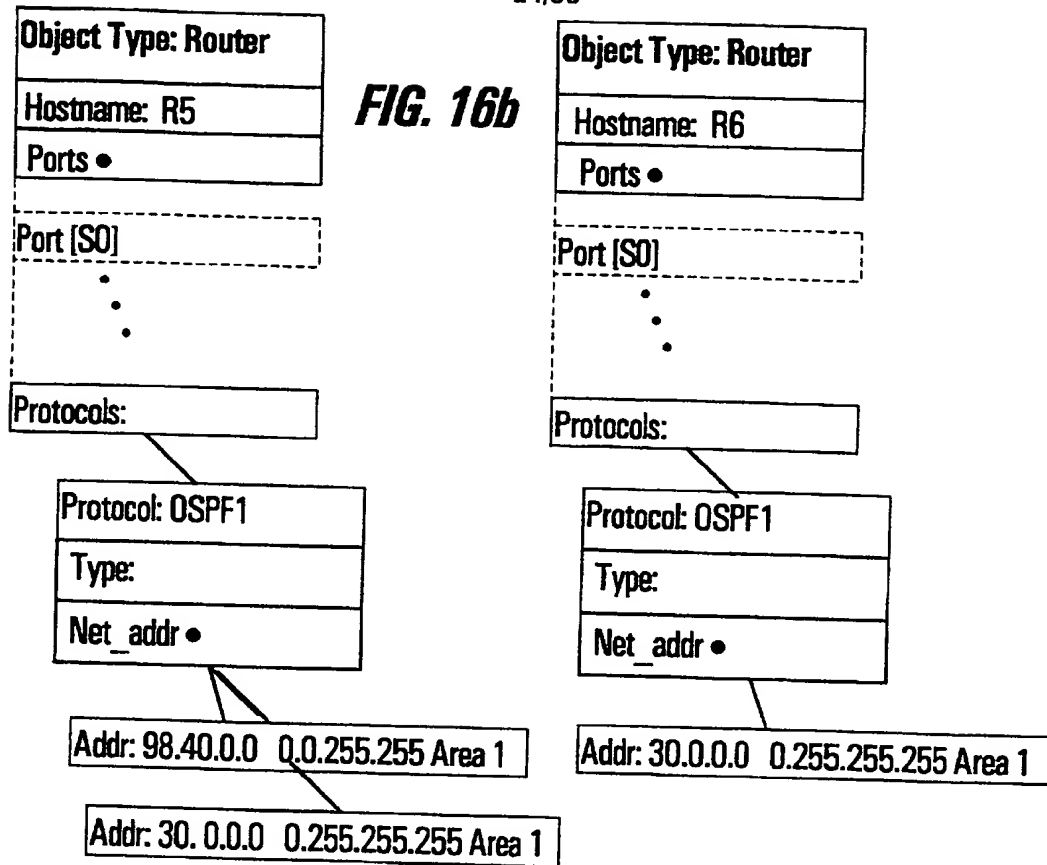 Object Type: Router
Hostname: R5
Ports
Port [S0]
Protocols:
Protocol: OSPF1
Type:
Net_addr
Addr: 98.40.0.0 0.0.255.255 Area 1
Addr: 30. 0.0.0 0.255.255.255 Area 1
FIG. 16b
Object Type: Router
Hostname: R6
Ports
Port [S0]
Protocols:
Protocol: OSPF1
Type:
Net_addr
Addr: 30.0.0.0 0.255.255.255 Area 1